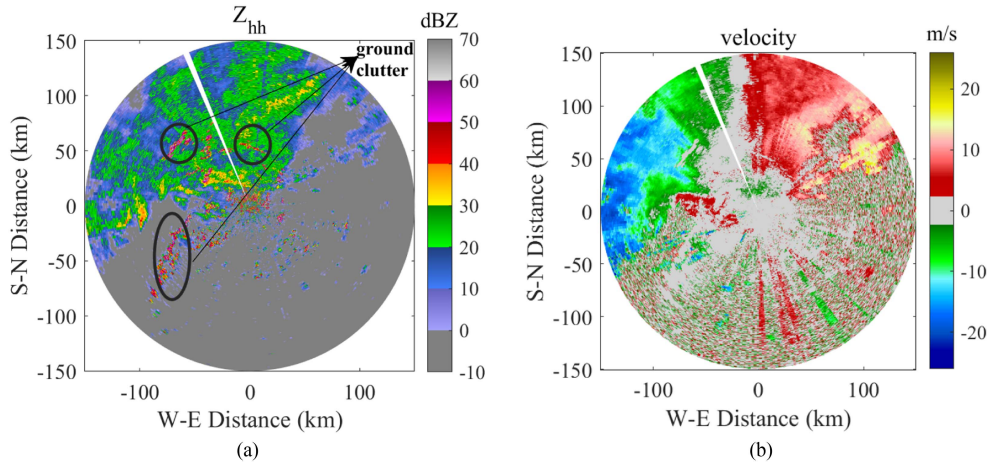 Z_hh
dBZ
ground
clutter
150
100
50
0
-50
-100
-150
S-N Distance (km)
-100
0
100
W-E Distance (km)
70
60
50
40
30
20
10
0
-10
(a)
velocity
m/s
150
100
50
0
-50
-100
-150
S-N Distance (km)
-100
0
100
W-E Distance (km)
20
10
0
-10
-20
(b)